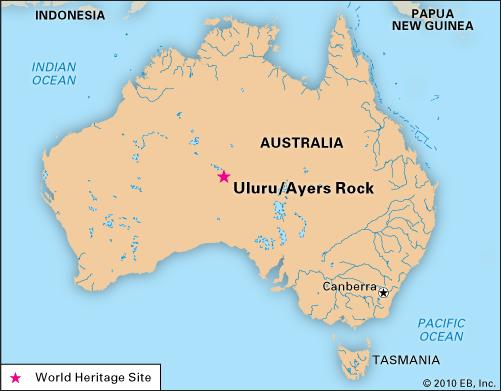 INDONESIA
PAPUA
NEW GUINEA
INDIAN
OCEAN
AUSTRALIA
Uluru/Ayers Rock
Canberra
PACIFIC
OCEAN
TASMANIA
World Heritage Site
© 2010 EB, Inc.